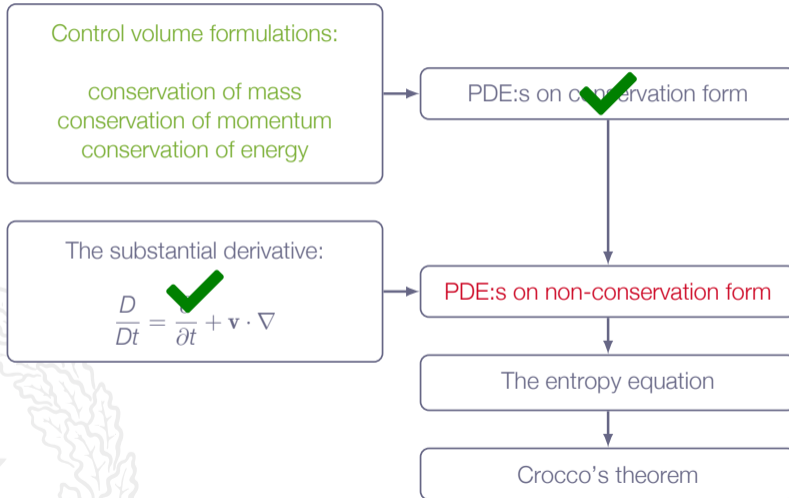 Control volume formulations:
conservation of mass
conservation of momentum
conservation of energy
PDE:s on conservation form
The substantial derivative:
D/Dt = /∂t + v · ∇
PDE:s on non-conservation form
The entropy equation
Crocco's theorem